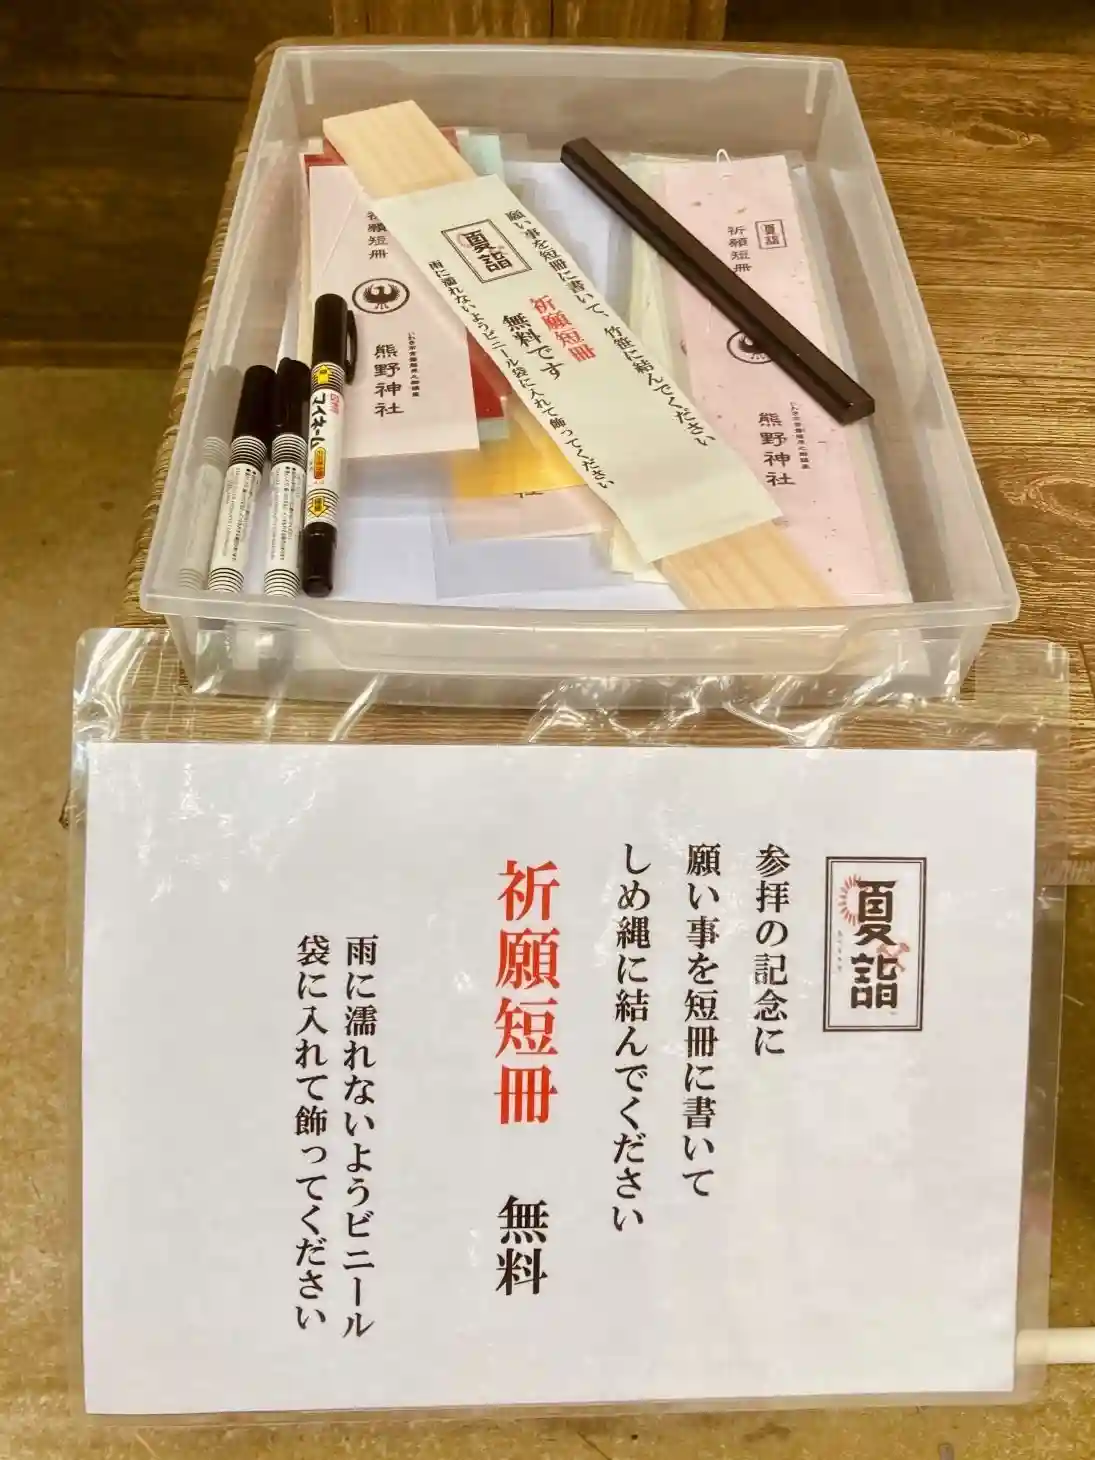 祈願短冊
熊野神社
夏詣
願い事を短冊に書いて、竹笹に結んでください
祈願短冊
無料です
雨に濡れないようビニール袋に入れて飾ってください
夏詣
祈願短冊
熊野神社
マイネーム
夏詣
参拝の記念に
願い事を短冊に書いて
しめ縄に結んでください
祈願短冊 無料
雨に濡れないようビニール
袋に入れて飾ってください